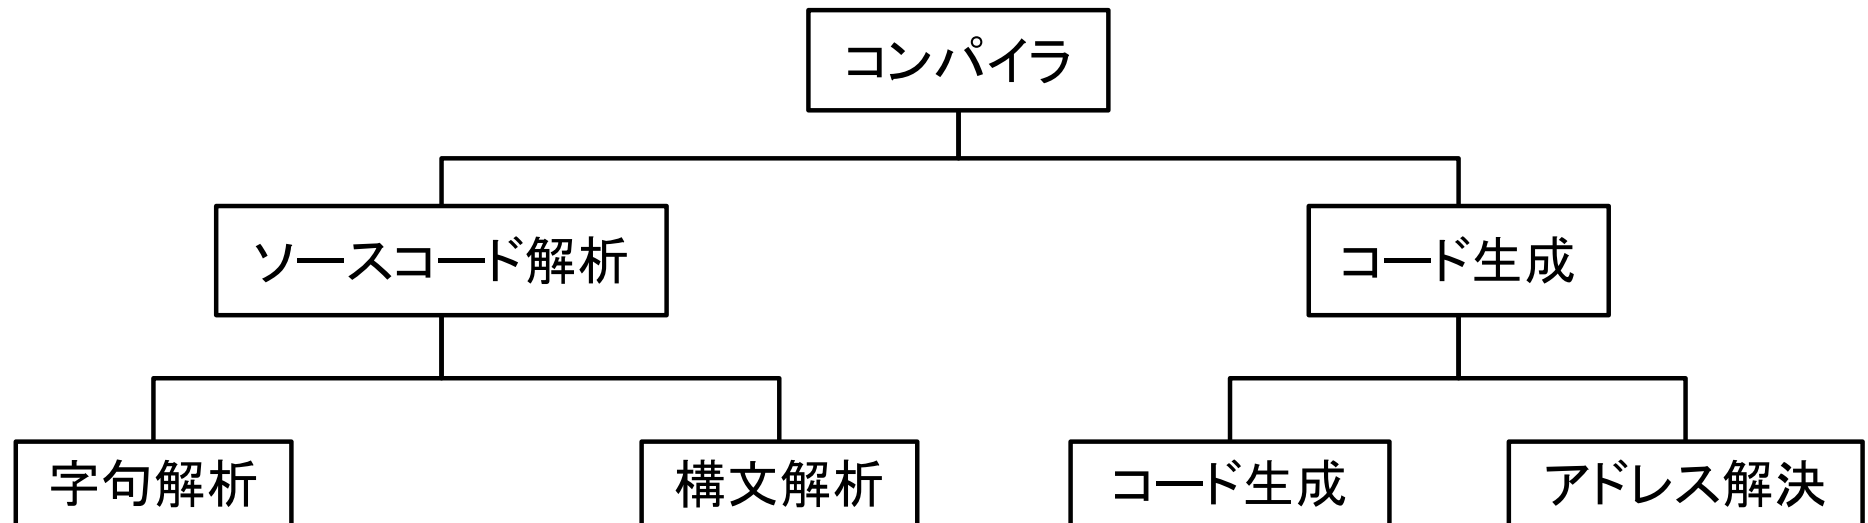 コンパイラ
ソースコード解析
コード生成
字句解析
構文解析
コード生成
アドレス解決